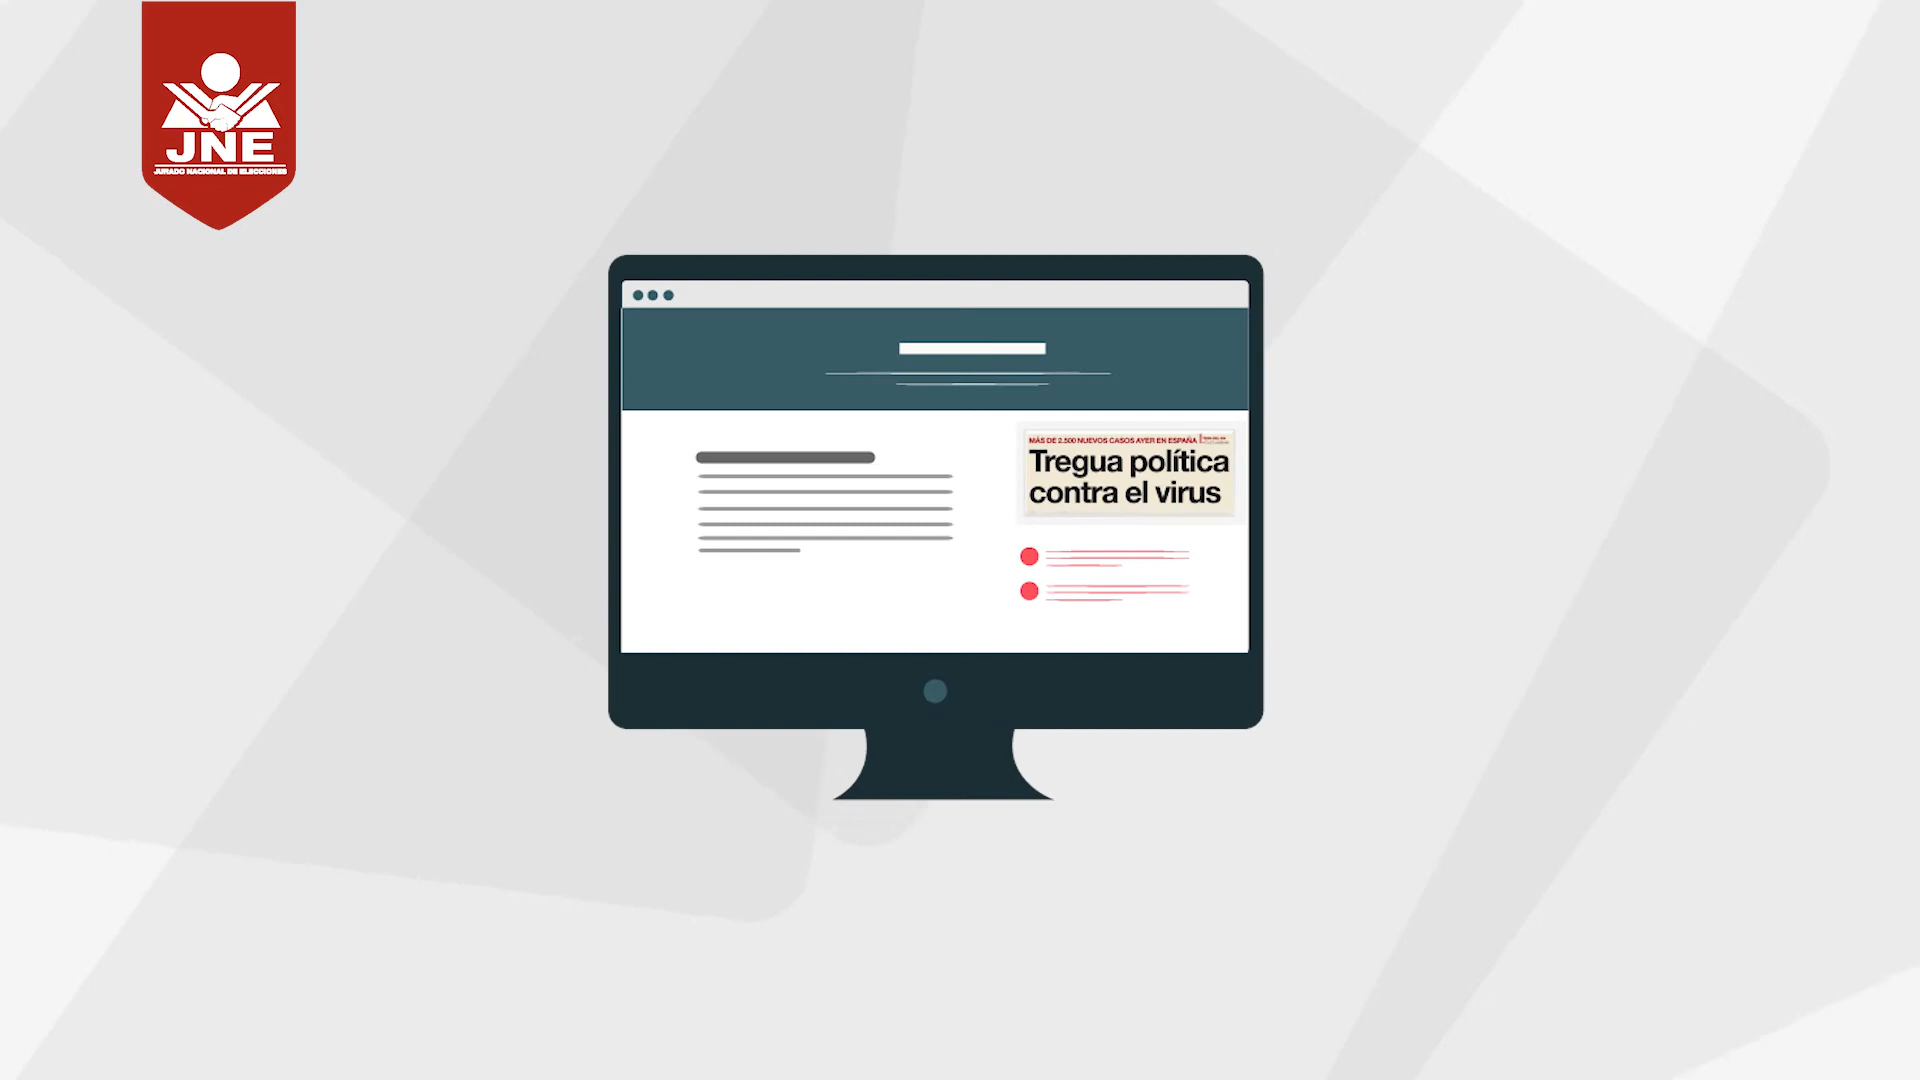 JNE
JURADO NACIONAL DE ELECCIONES
MÁS DE 2.500 NUEVOS CASOS AYER EN ESPAÑA
Tregua política
contra el virus